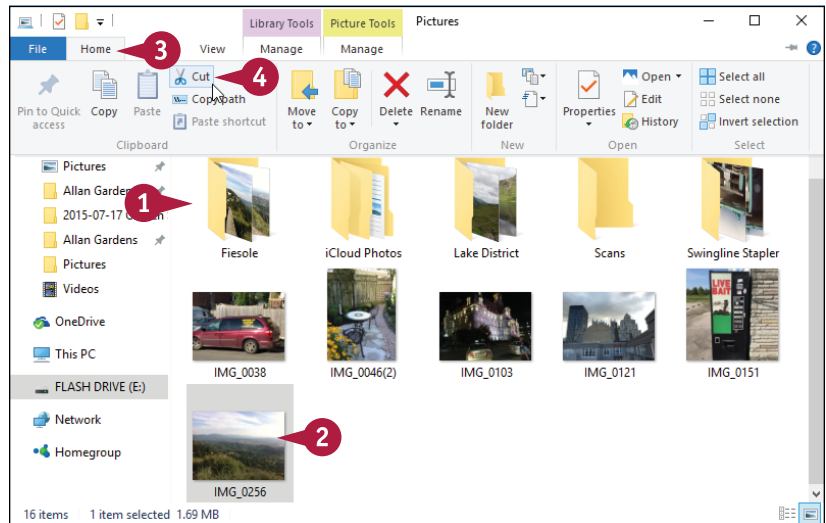 Library Tools Picture Tools Pictures
File Home View Manage Manage
3
4
Cut
Copy path
Paste shortcut
Pin to Quick access
Copy
Paste
Move to
Copy to
Delete
Rename
New folder
Properties
Open
Edit
History
Select all
Select none
Invert selection
Clipboard Organize New Open Select
Pictures
Allan Gardens
2015-07-17
Allan Gardens
Pictures
Videos
OneDrive
This PC
FLASH DRIVE (E:)
Network
Homegroup
1
Fiesole iCloud Photos Lake District Scans Swingline Stapler
LIVE
BAIT
IMG_0038 IMG_0046(2) IMG_0103 IMG_0121 IMG_0151
2
IMG_0256
16 items 1 item selected 1.69 MB